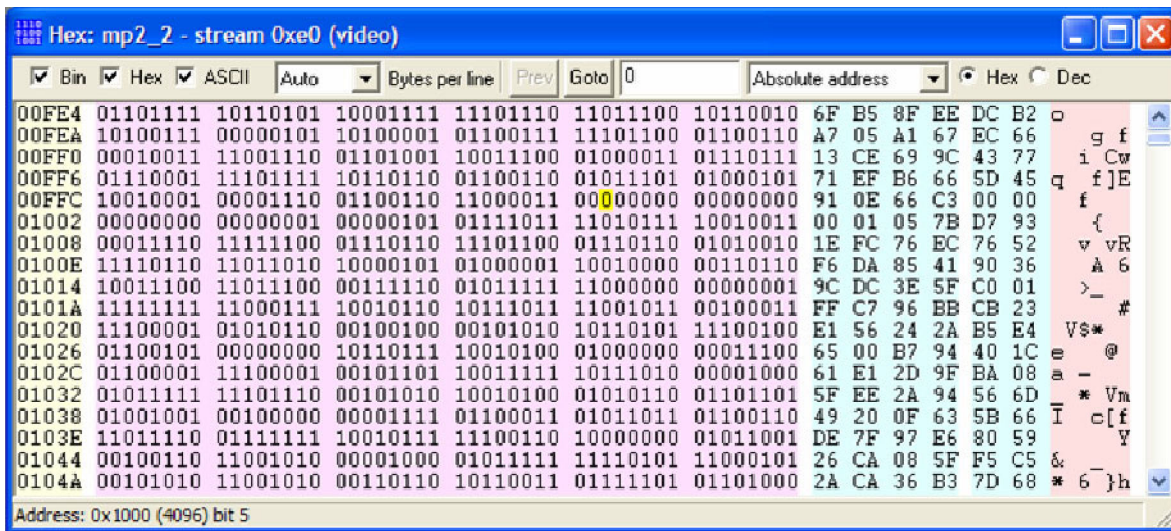 Hex: mp2_2 - stream 0xe0 (video)
Bin Hex ASCII Auto Bytes per line Prev Goto 0 Absolute address Hex Dec
00FE4 01101111 10110101 10001111 11101110 11011100 10110010 6F B5 8F EE DC B2 o
00FEA 10100111 00000101 10100001 01100111 11101100 01100110 A7 05 A1 67 EC 66 g f
00FF0 00010011 11001110 01101001 10011100 01000011 01110111 13 CE 69 9C 43 77 i Cw
00FF6 01110001 11101111 10110110 01100110 01011101 01000101 71 EF B6 66 5D 45 q f]E
00FFC 10010001 00001110 01100110 11000011 00000000 00000000 91 0E 66 C3 00 00 f
01002 00000000 00000001 00000101 01111011 11010111 10010011 00 01 05 7B D7 93 {
01008 00011110 11111100 01110110 11101100 01110110 01010010 1E FC 76 EC 76 52 v vR
0100E 11110110 11011010 10000101 01000001 10010000 00110110 F6 DA 85 41 90 36 A 6
01014 10011100 11011100 00111110 01011111 11000000 00000001 9C DC 3E 5F C0 01 >_
0101A 11111111 11000111 10010110 10111011 11001011 00100011 FF C7 96 BB CB 23 #
01020 11100001 01010110 00100100 00101010 10110101 11100100 E1 56 24 2A B5 E4 V$*
01026 01100101 00000000 10110111 10010100 01000000 00011100 65 00 B7 94 40 1C e @
0102C 01100001 11100001 00101101 10011111 10111010 00001000 61 E1 2D 9F BA 08 a -
01032 01011111 11101110 00101010 10010100 01010110 01101101 5F EE 2A 94 56 6D _ * Vm
01038 01001001 00100000 00001111 01100011 01011011 01100110 49 20 0F 63 5B 66 I c[f
0103E 11011110 01111111 10010111 11100110 10000000 01011001 DE 7F 97 E6 80 59 Y
01044 00100110 11001010 00001000 01011111 11110101 11000101 26 CA 08 5F F5 C5 & _
0104A 00101010 11001010 00110110 10110011 01111101 01101000 2A CA 36 B3 7D 68 * 6 }h
Address: 0x1000 (4096) bit 5